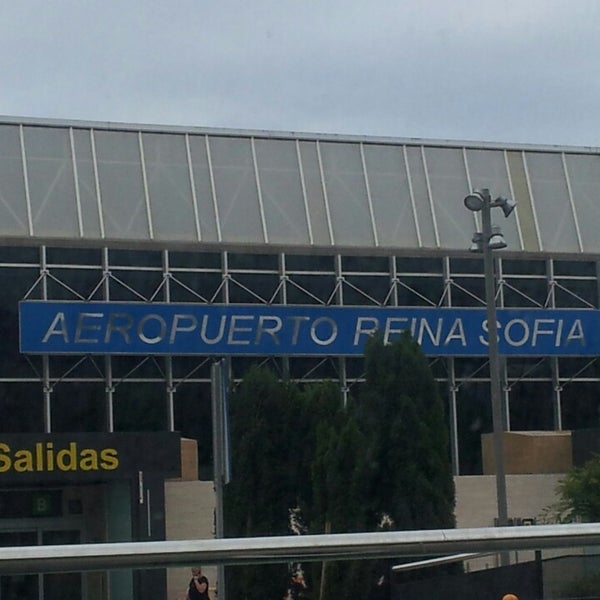 AEROPUERTO REINA SOFIA
Salidas
B